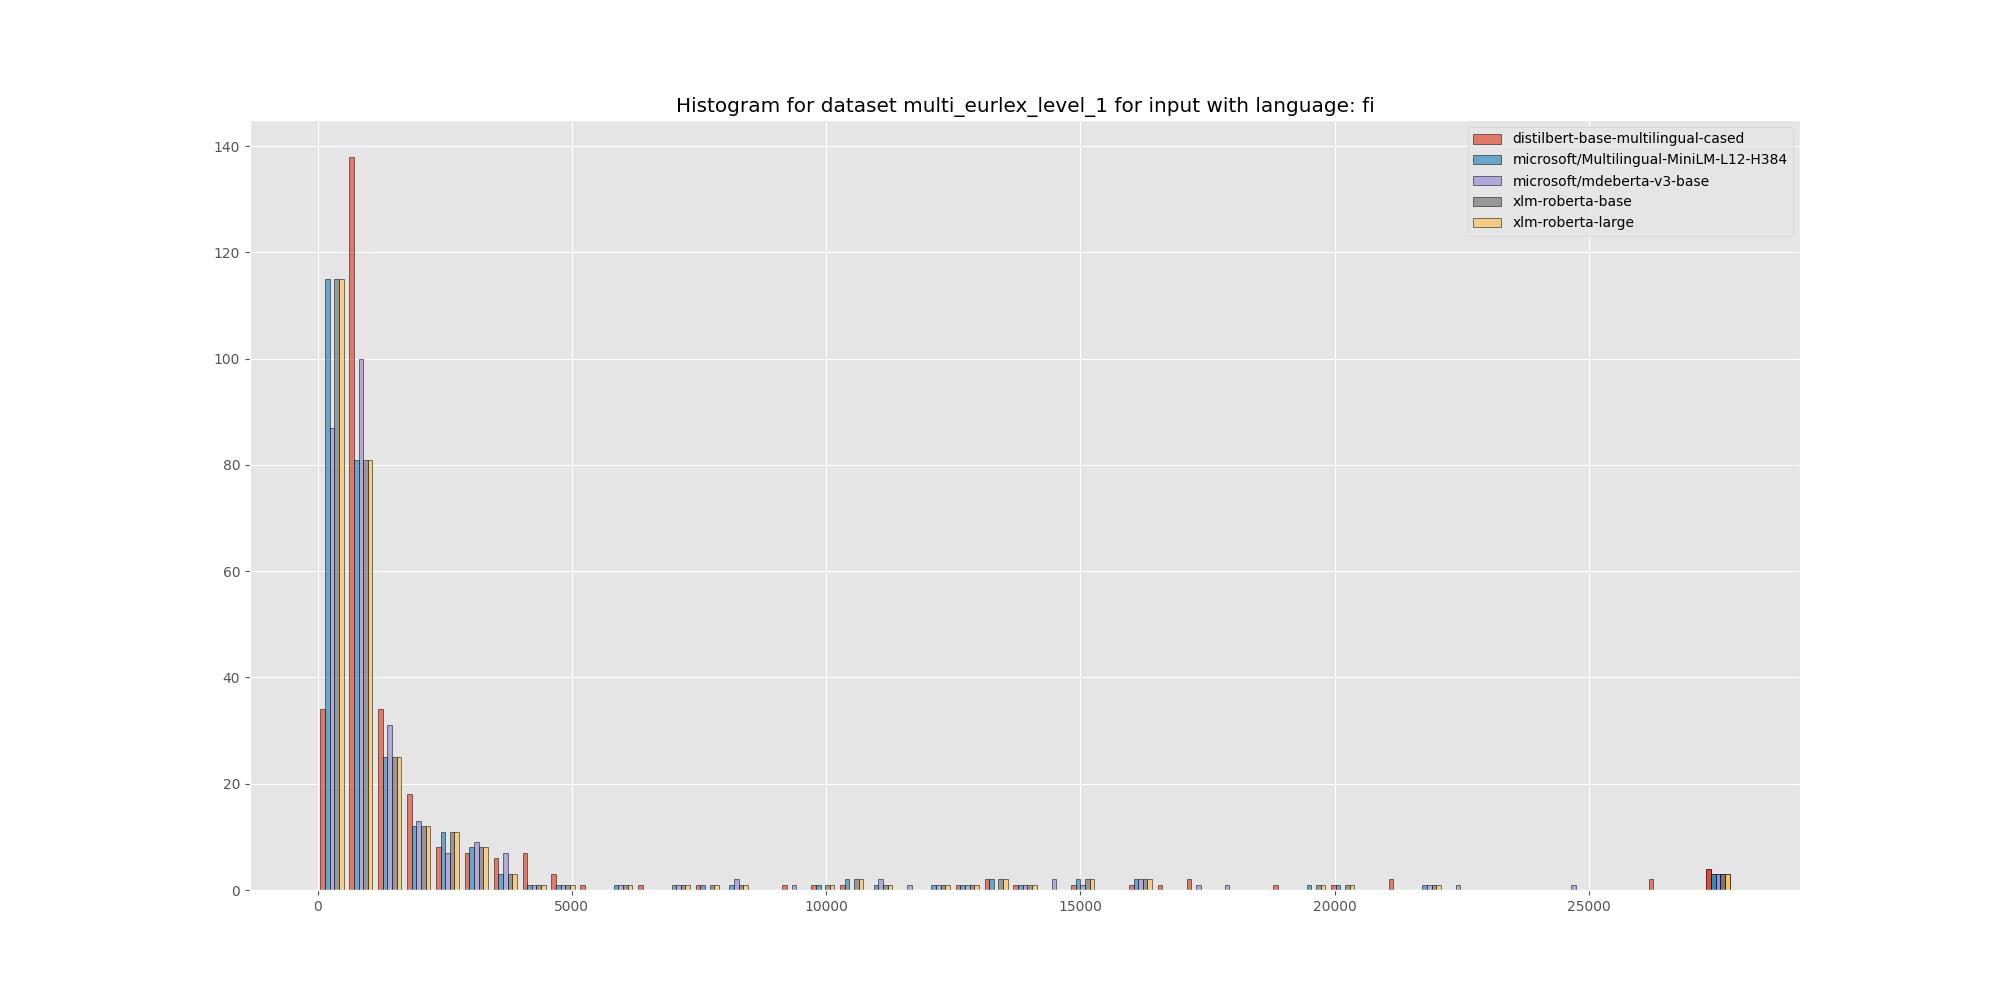 Histogram for dataset multi_eurlex_level_1 for input with language: fi
distilbert-base-multilingual-cased
microsoft/Multilingual-MiniLM-L12-H384
microsoft/mdeberta-v3-base
xlm-roberta-base
xlm-roberta-large
140
120
100
80
60
40
20
0
0 5000 10000 15000 20000 25000